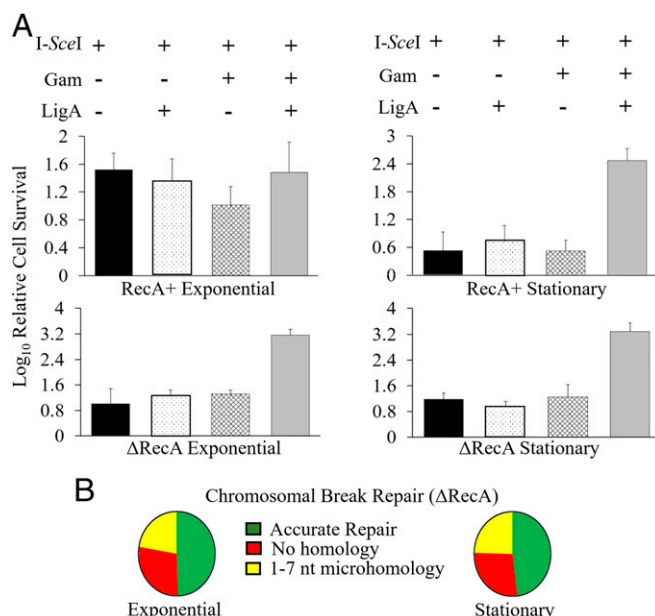 A
I-SceI + + + +
Gam - - + +
LigA - + - +
I-SceI + + + +
Gam - - + +
LigA - + - +
Log10 Relative Cell Survival
2
1.6
1.2
0.8
0.4
0
RecA+ Exponential
3
2.4
1.8
1.2
0.6
0
RecA+ Stationary
4
3.2
2.4
1.6
0.8
0
ΔRecA Exponential
4
3.2
2.4
1.6
0.8
0
ΔRecA Stationary
B
Chromosomal Break Repair (ΔRecA)
Accurate Repair
No homology
1-7 nt microhomology
Exponential
Stationary